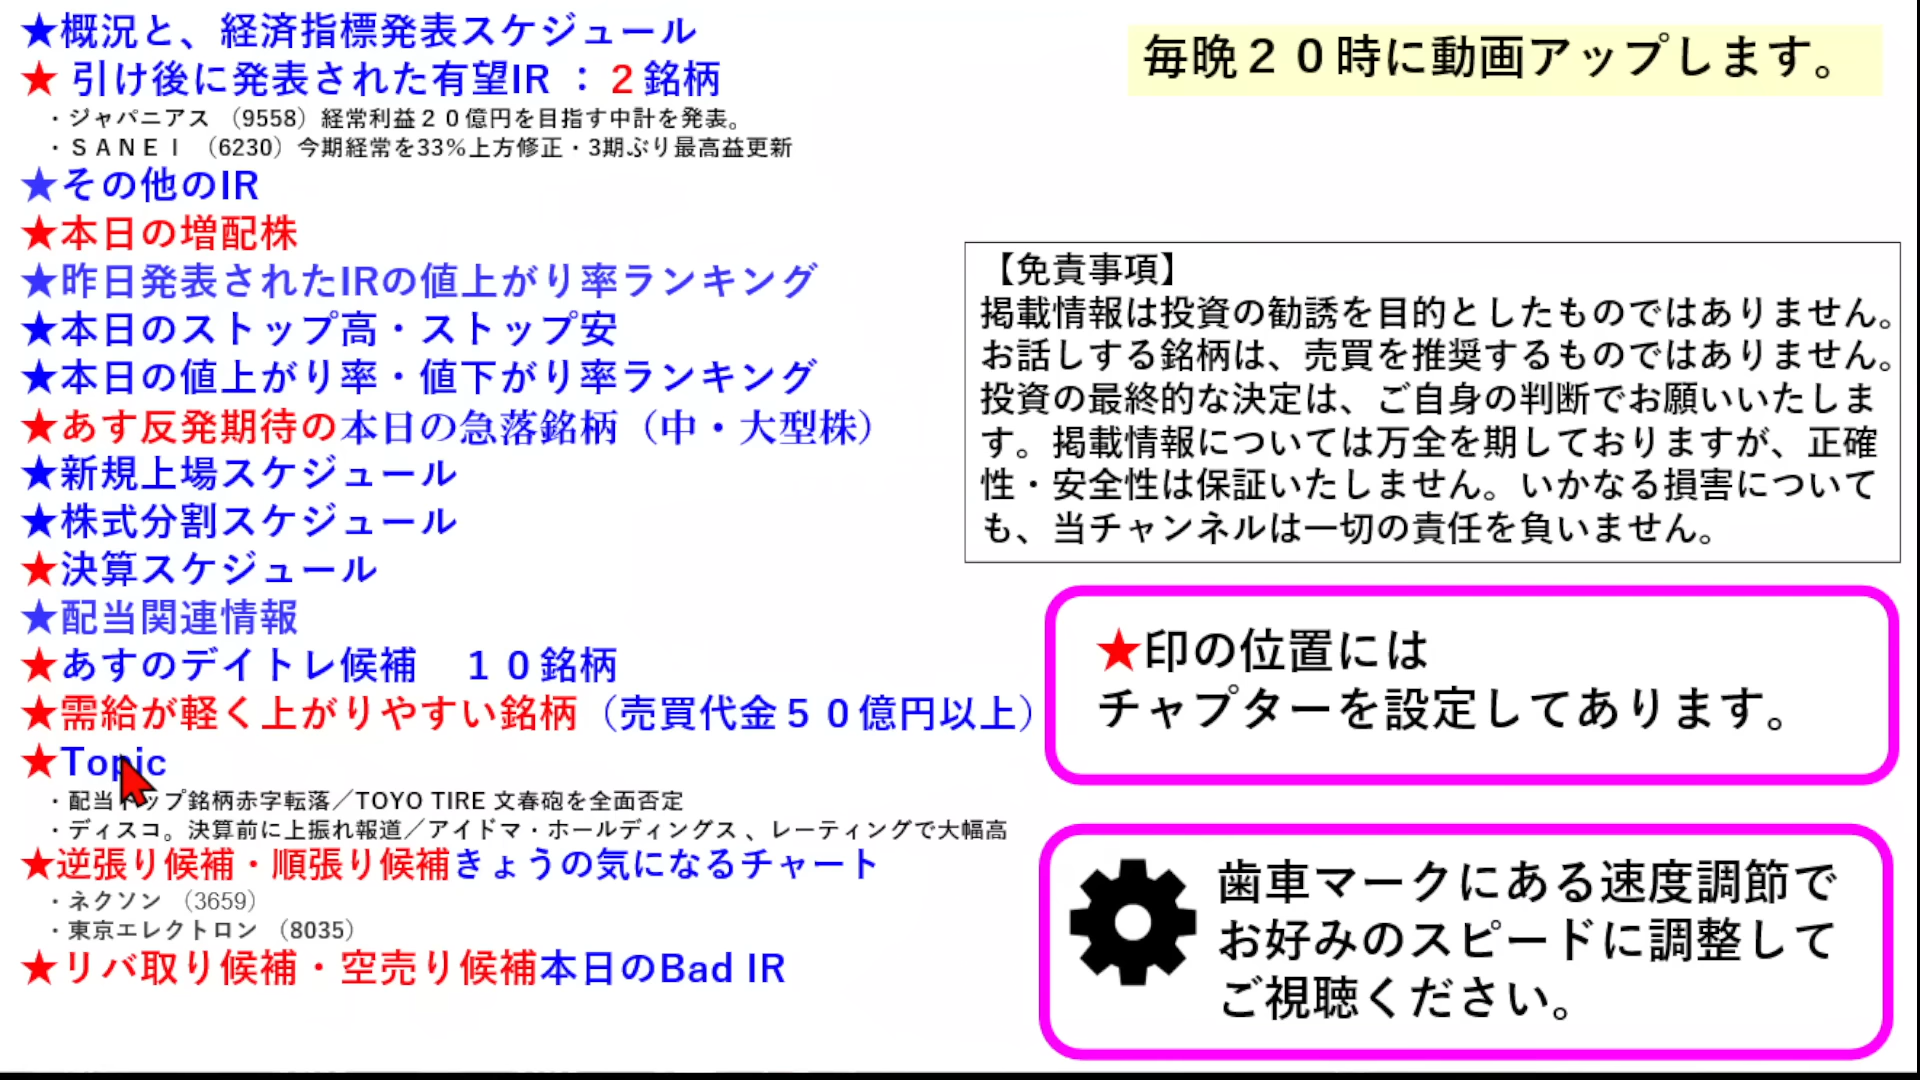 ★概況と、経済指標発表スケジュール
★ 引け後に発表された有望IR ：２銘柄
・ジャパニアス （9558）経常利益２０億円を目指す中計を発表。
・ＳＡＮＥＩ （6230）今期経常を33%上方修正・3期ぶり最高益更新
★その他のIR
★本日の増配株
★昨日発表されたIRの値上がり率ランキング
★本日のストップ高・ストップ安
★本日の値上がり率・値下がり率ランキング
★あす反発期待の本日の急落銘柄（中・大型株）
★新規上場スケジュール
★株式分割スケジュール
★決算スケジュール
★配当関連情報
★あすのデイトレ候補　１０銘柄
★需給が軽く上がりやすい銘柄（売買代金５０億円以上）
★Topic
・配当トップ銘柄赤字転落／TOYO TIRE 文春砲を全面否定
・ディスコ。決算前に上振れ報道／アイドマ・ホールディングス 、レーティングで大幅高
★逆張り候補・順張り候補きょうの気になるチャート
・ネクソン （3659）
・東京エレクトロン （8035）
★リバ取り候補・空売り候補本日のBad IR
毎晩２０時に動画アップします。
【免責事項】
掲載情報は投資の勧誘を目的としたものではありません。
お話しする銘柄は、売買を推奨するものではありません。
投資の最終的な決定は、ご自身の判断でお願いいたしま
す。掲載情報については万全を期しておりますが、正確
性・安全性は保証いたしません。いかなる損害について
も、当チャンネルは一切の責任を負いません。
★印の位置には
チャプターを設定してあります。
歯車マークにある速度調節で
お好みのスピードに調整して
ご視聴ください。